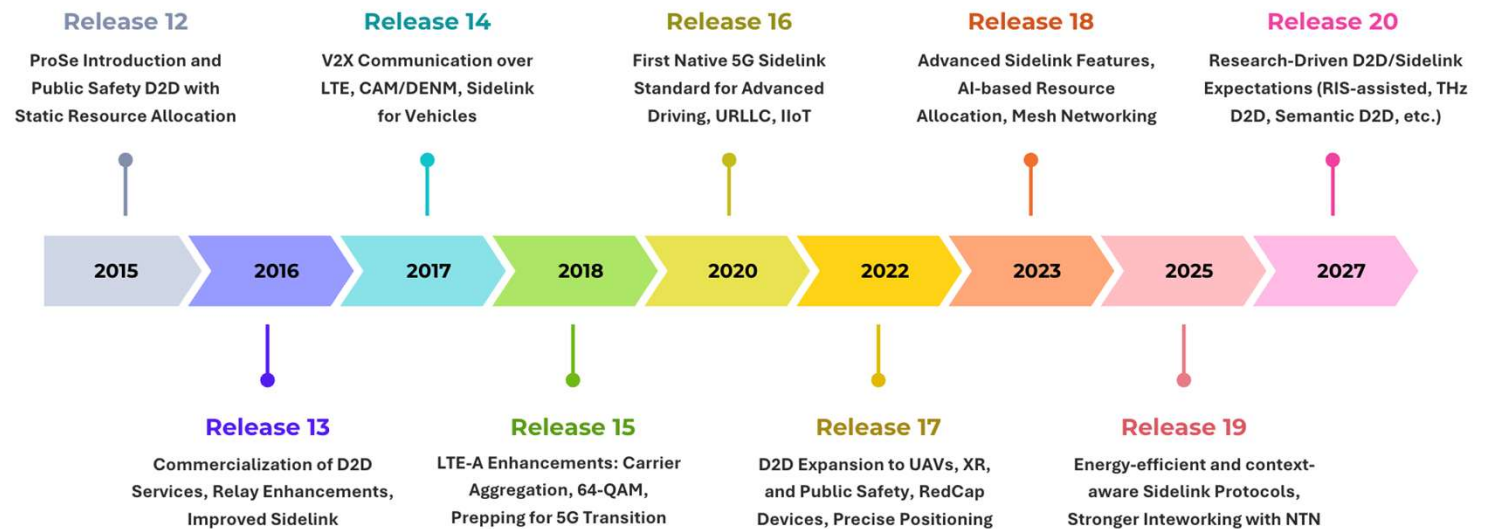 Release 12
ProSe Introduction and
Public Safety D2D with
Static Resource Allocation
Release 14
V2X Communication over
LTE, CAM/DENM, Sidelink
for Vehicles
Release 16
First Native 5G Sidelink
Standard for Advanced
Driving, URLLC, IIoT
Release 18
Advanced Sidelink Features,
AI-based Resource
Allocation, Mesh Networking
Release 20
Research-Driven D2D/Sidelink
Expectations (RIS-assisted, THz
D2D, Semantic D2D, etc.)
2015
2016
2017
2018
2020
2022
2023
2025
2027
Release 13
Commercialization of D2D
Services, Relay Enhancements,
Improved Sidelink
Release 15
LTE-A Enhancements: Carrier
Aggregation, 64-QAM,
Prepping for 5G Transition
Release 17
D2D Expansion to UAVs, XR,
and Public Safety, RedCap
Devices, Precise Positioning
Release 19
Energy-efficient and context-
aware Sidelink Protocols,
Stronger Inteworking with NTN